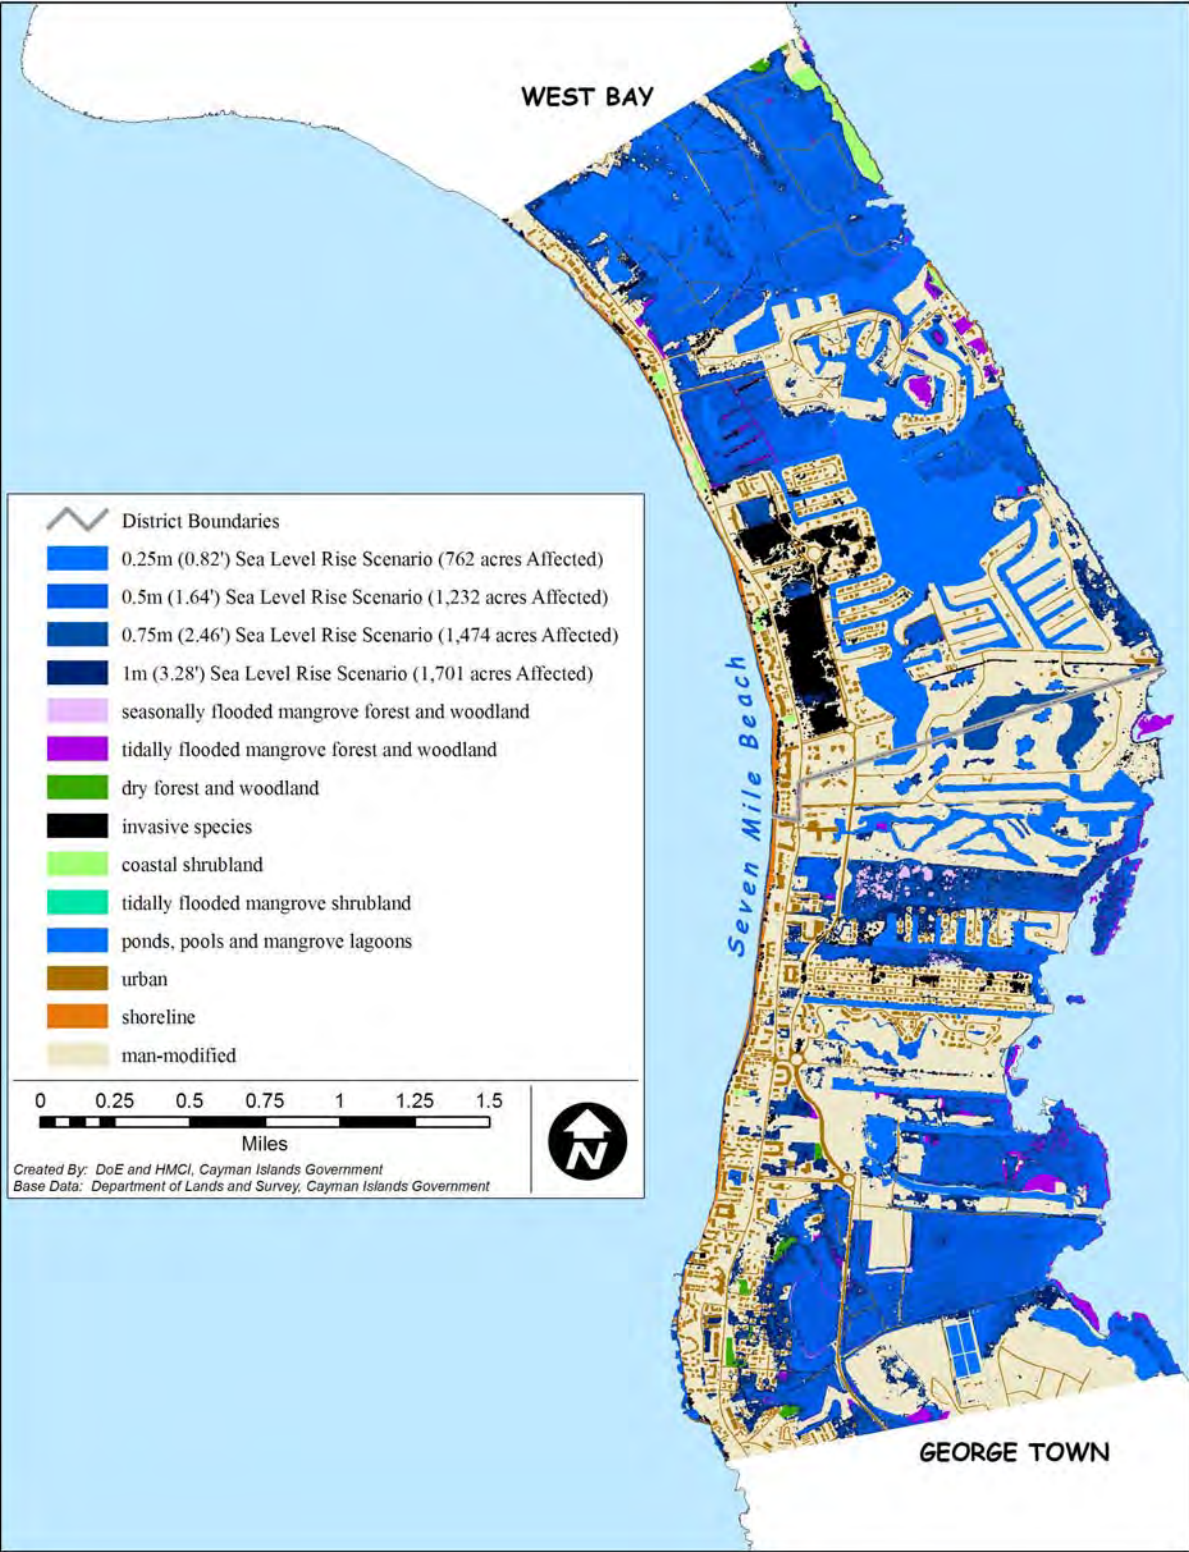 WEST BAY
District Boundaries
0.25m (0.82') Sea Level Rise Scenario (762 acres Affected)
0.5m (1.64') Sea Level Rise Scenario (1,232 acres Affected)
0.75m (2.46') Sea Level Rise Scenario (1,474 acres Affected)
1m (3.28') Sea Level Rise Scenario (1,701 acres Affected)
seasonally flooded mangrove forest and woodland
tidally flooded mangrove forest and woodland
dry forest and woodland
invasive species
coastal shrubland
tidally flooded mangrove shrubland
ponds, pools and mangrove lagoons
urban
shoreline
man-modified
0 0.25 0.5 0.75 1 1.25 1.5
Miles
N
Created By: DoE and HMCI, Cayman Islands Government
Base Data: Department of Lands and Survey, Cayman Islands Government
Seven Mile Beach
GEORGE TOWN